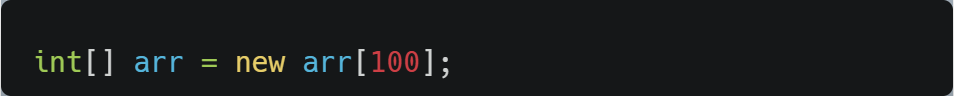 int[] arr = new arr[100];